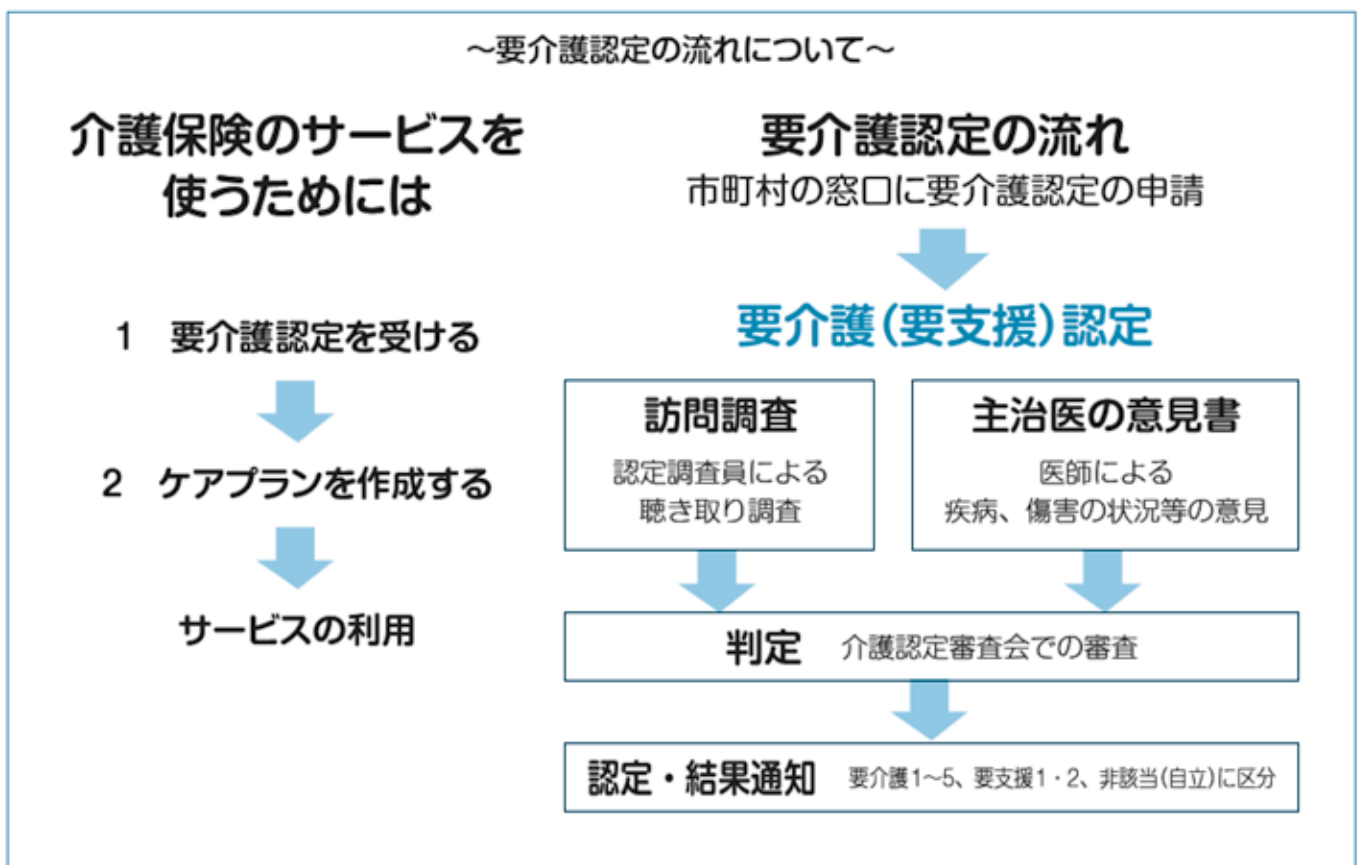 ～要介護認定の流れについて～
介護保険のサービスを
使うためには
1 要介護認定を受ける
2 ケアプランを作成する
サービスの利用
要介護認定の流れ
市町村の窓口に要介護認定の申請
要介護(要支援)認定
訪問調査
認定調査員による
聴き取り調査
主治医の意見書
医師による
疾病、傷害の状況等の意見
判定 介護認定審査会での審査
認定・結果通知 要介護1～5、要支援1・2、非該当(自立)に区分